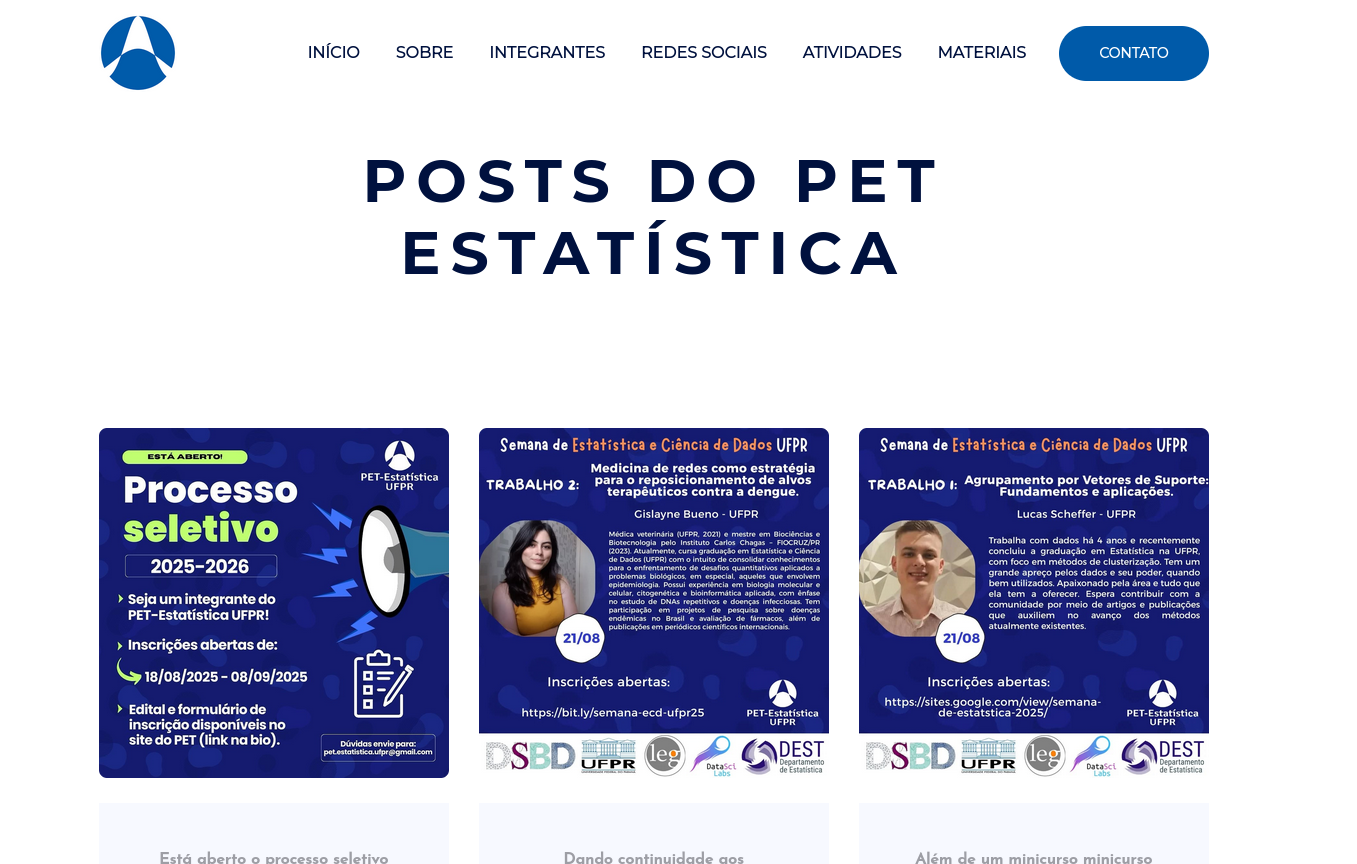 INÍCIO
SOBRE
INTEGRANTES
REDES SOCIAIS
ATIVIDADES
MATERIAIS
CONTATO
POSTS DO PET
ESTATÍSTICA
ESTÁ ABERTO!
PET-Estatística
UFPR
Processo
seletivo
2025-2026
Seja um integrante do
PET-Estatística UFPR!
Inscrições abertas de:
18/08/2025 - 08/09/2025
Edital e formulário de
inscrição disponíveis no
site do PET (link na bio).
Dúvidas envie para:
pet.estatistica.ufpr@gmail.com
Semana de Estatística e Ciência de Dados UFPR
TRABALHO 2:
Medicina de redes como estratégia
para o reposicionamento de alvos
terapêuticos contra a dengue.
Gislayne Bueno - UFPR
Médica veterinária (UFPR, 2021) e mestre em Biociências e
Biotecnologia pelo Instituto Carlos Chagas – FIOCRUZ/PR
(2023). Atualmente, cursa graduação em Estatística e Ciência
de Dados (UFPR) com o intuito de consolidar conhecimentos
para o enfrentamento de desafios quantitativos aplicados a
problemas biológicos, em especial, aqueles que envolvem
epidemiologia. Possui experiência em biologia molecular e
celular, citogenética e bioinformática aplicada, com ênfase
no estudo de DNAs repetitivos e doenças infecciosas. Tem
participação em projetos de pesquisa sobre doenças
endêmicas no Brasil e avaliação de fármacos, além de
publicações em periódicos científicos internacionais.
21/08
Inscrições abertas:
https://bit.ly/semana-ecd-ufpr25
PET-Estatística
UFPR
DSBD
UFPR
leg
DataSci
Labs
DEST
Departamento
de Estatística
Semana de Estatística e Ciência de Dados UFPR
TRABALHO 1:
Agrupamento por Vetores de Suporte:
Fundamentos e aplicações.
Lucas Scheffer - UFPR
Trabalha com dados há 4 anos e recentemente
concluiu a graduação em Estatística na UFPR,
com foco em métodos de clusterização. Tem um
grande apreço pelos dados e seu poder, quando
bem utilizados. Apaixonado pela área e tudo que
ela tem a oferecer. Espera contribuir com a
comunidade por meio de artigos e publicações
que auxiliem no avanço dos métodos
atualmente existentes.
21/08
Inscrições abertas:
https://sites.google.com/view/semana-
de-estatstica-2025/
PET-Estatística
UFPR
DSBD
UFPR
leg
DataSci
Labs
DEST
Departamento
de Estatística
Está aberto o processo seletivo
Dando continuidade aos
Além de um minicurso minicurso